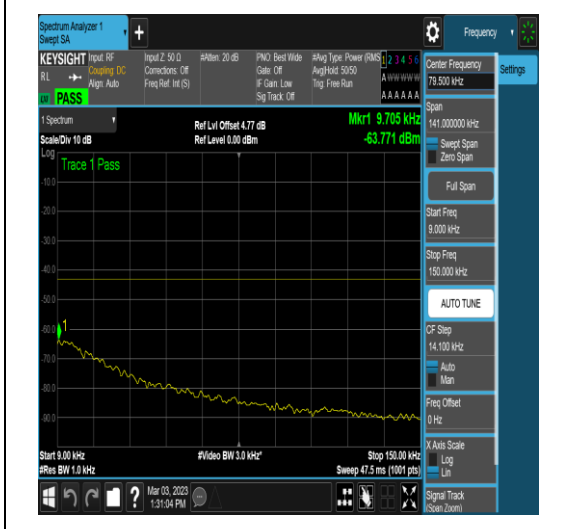 Spectrum Analyzer 1
Swept SA
Frequency
KEYSIGHT
Input: RF
Coupling: DC
Align: Auto
Input Z: 50 Ω
Corrections: Off
Freq Ref: Int (S)
#Atten: 20 dB
PNO: Best Wide
Gate: Off
IF Gain: Low
Sig Track: Off
#Avg Type: Power (RMS
Avg|Hold: 50/50
Trig: Free Run
1 2 3 4 5 6
A W W W W W
A A A A A A
RL
PASS
1 Spectrum
Scale/Div 10 dB
Log
Ref Lvl Offset 4.77 dB
Ref Level 0.00 dBm
Mkr1 9.705 kHz
-63.771 dBm
Trace 1 Pass
-10.0
-20.0
-30.0
-40.0
-50.0
-60.0
-70.0
-80.0
-90.0
1
Start 9.00 kHz
#Res BW 1.0 kHz
#Video BW 3.0 kHz*
Stop 150.00 kHz
Sweep 47.5 ms (1001 pts)
Mar 03, 2023
1:31:04 PM
Center Frequency
79.500 kHz
Settings
Span
141.000000 kHz
Swept Span
Zero Span
Full Span
Start Freq
9.000 kHz
Stop Freq
150.000 kHz
AUTO TUNE
CF Step
14.100 kHz
Auto
Man
Freq Offset
0 Hz
X Axis Scale
Log
Lin
Signal Track
(Span Zoom)